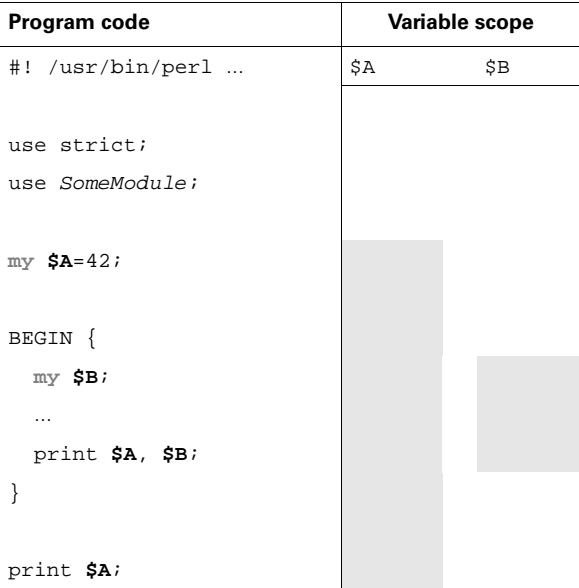 Program code Variable scope
#! /usr/bin/perl … $A $B
use strict;
use SomeModule;
my $A=42;
BEGIN {
my $B;
…
print $A, $B;
}
print $A;